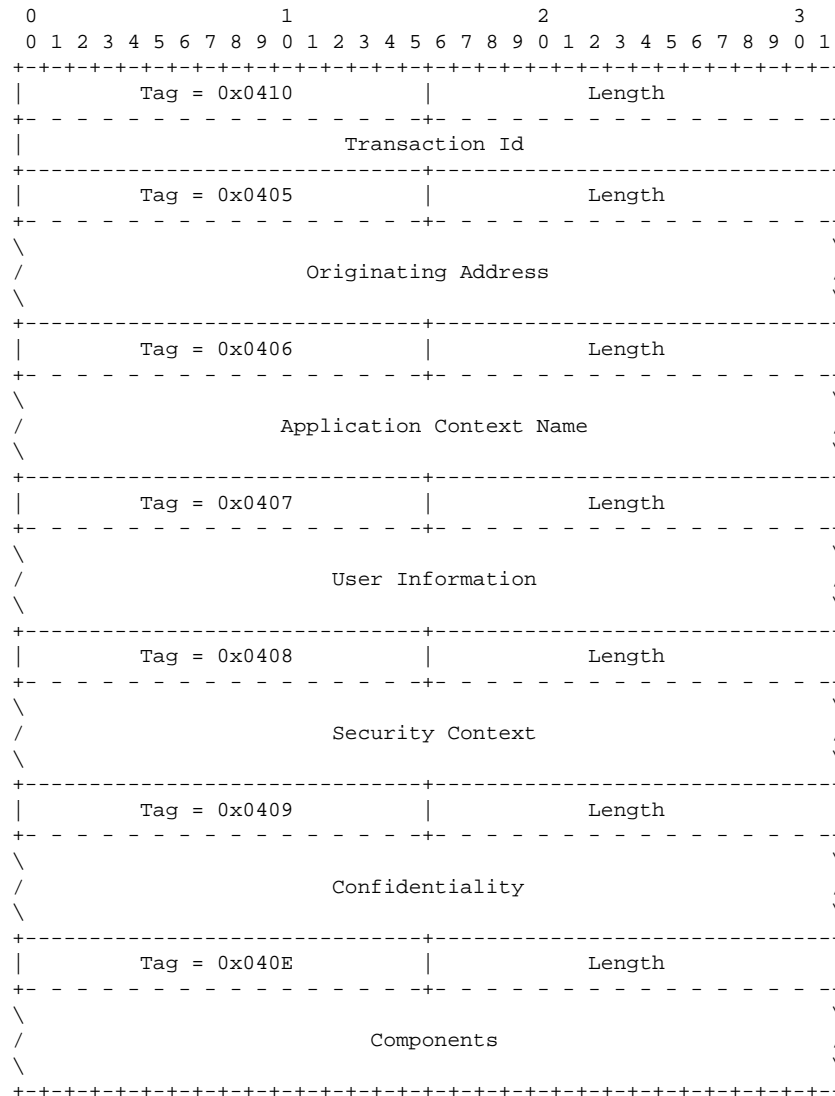 0                   1                   2                   3
0 1 2 3 4 5 6 7 8 9 0 1 2 3 4 5 6 7 8 9 0 1 2 3 4 5 6 7 8 9 0 1
Tag = 0x0410 | Length
Transaction Id
Tag = 0x0405 | Length
Originating Address
Tag = 0x0406 | Length
Application Context Name
Tag = 0x0407 | Length
User Information
Tag = 0x0408 | Length
Security Context
Tag = 0x0409 | Length
Confidentiality
Tag = 0x040E | Length
Components